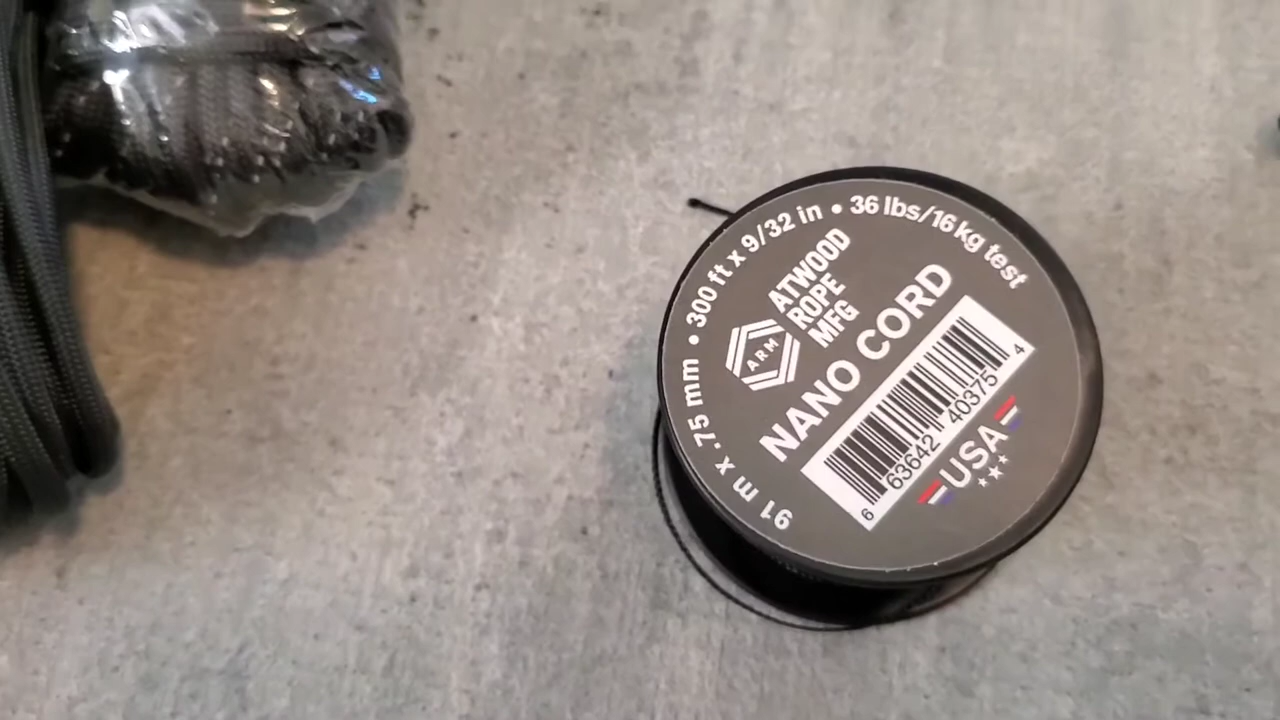 91 m x .75 mm • 300 ft x 9/32 in • 36 lbs/16 kg test
ARM
ATWOOD
ROPE
MFG
NANO CORD
6 63642 40375 4
USA